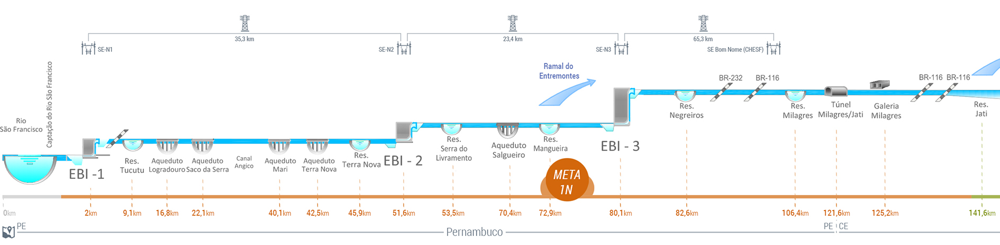 35,3 km
23,4 km
65,3 km
SE-N1
SE-N2
SE-N3
SE Bom Nome (CHESF)
Rio
São Francisco
Captação do Rio São Francisco
Ramal do
Entremontes
BR-232
BR-116
BR-116
BR-116
EBI -1
Res.
Tucutu
Aqueduto
Logradouro
Aqueduto
Saco da Serra
Canal
Angico
Aqueduto
Mari
Aqueduto
Terra Nova
Res.
Terra Nova
EBI - 2
Res.
Serra do
Livramento
Aqueduto
Salgueiro
Res.
Mangueira
EBI - 3
Res.
Negreiros
Res.
Milagres
Túnel
Milagres/Jati
Galeria
Milagres
Res.
Jati
META
1N
0km
2km
9,1km
16,8km
22,1km
40,1km
42,5km
45,9km
51,6km
53,5km
70,4km
72,9km
80,1km
82,6km
106,4km
121,6km
125,2km
141,6km
PE
Pernambuco
PE
CE